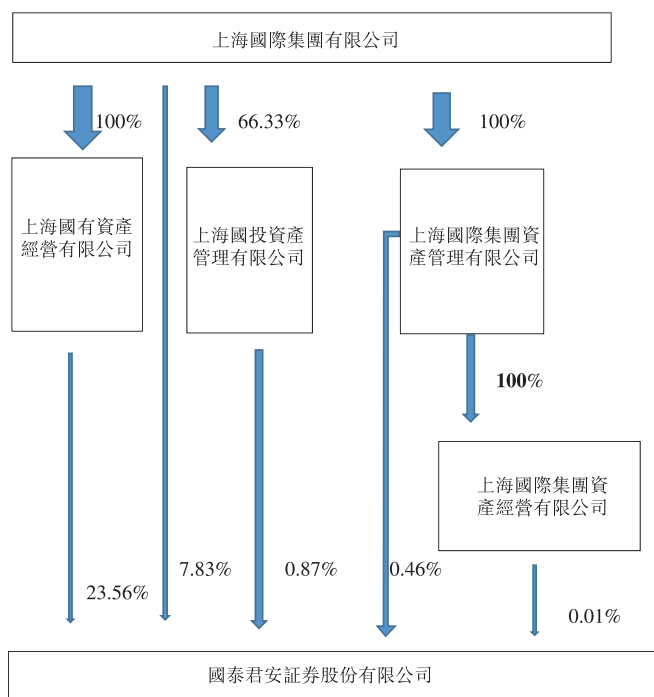 上海國際集團有限公司
100%
66.33%
100%
上海國有資產
經營有限公司
上海國投資產
管理有限公司
上海國際集團資
產管理有限公司
100%
上海國際集團資
產經營有限公司
23.56%
7.83%
0.87%
0.46%
0.01%
國泰君安証券股份有限公司